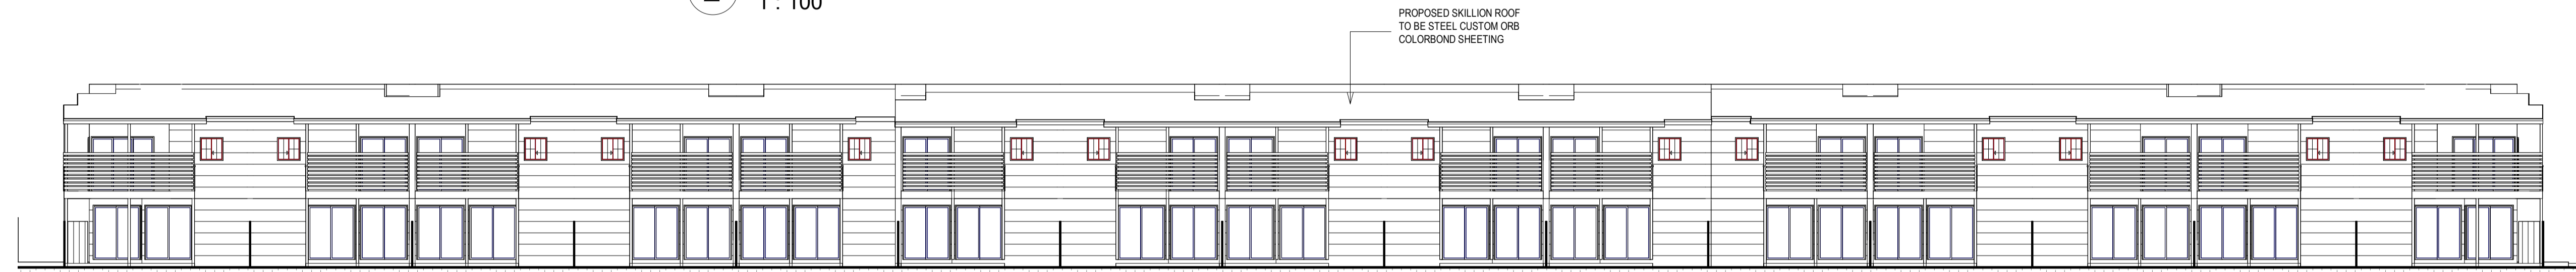 1 : 100
PROPOSED SKILLION ROOF
TO BE STEEL CUSTOM ORB
COLORBOND SHEETING